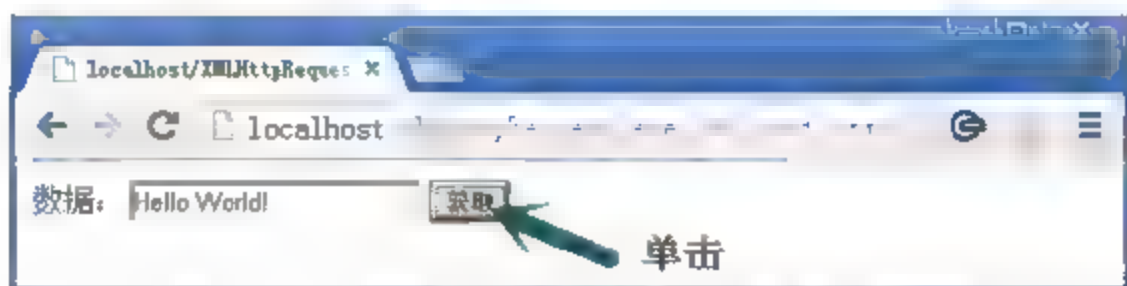 localhost/XMLHttpReques
localhost
数据： Hello World! 获取
单击